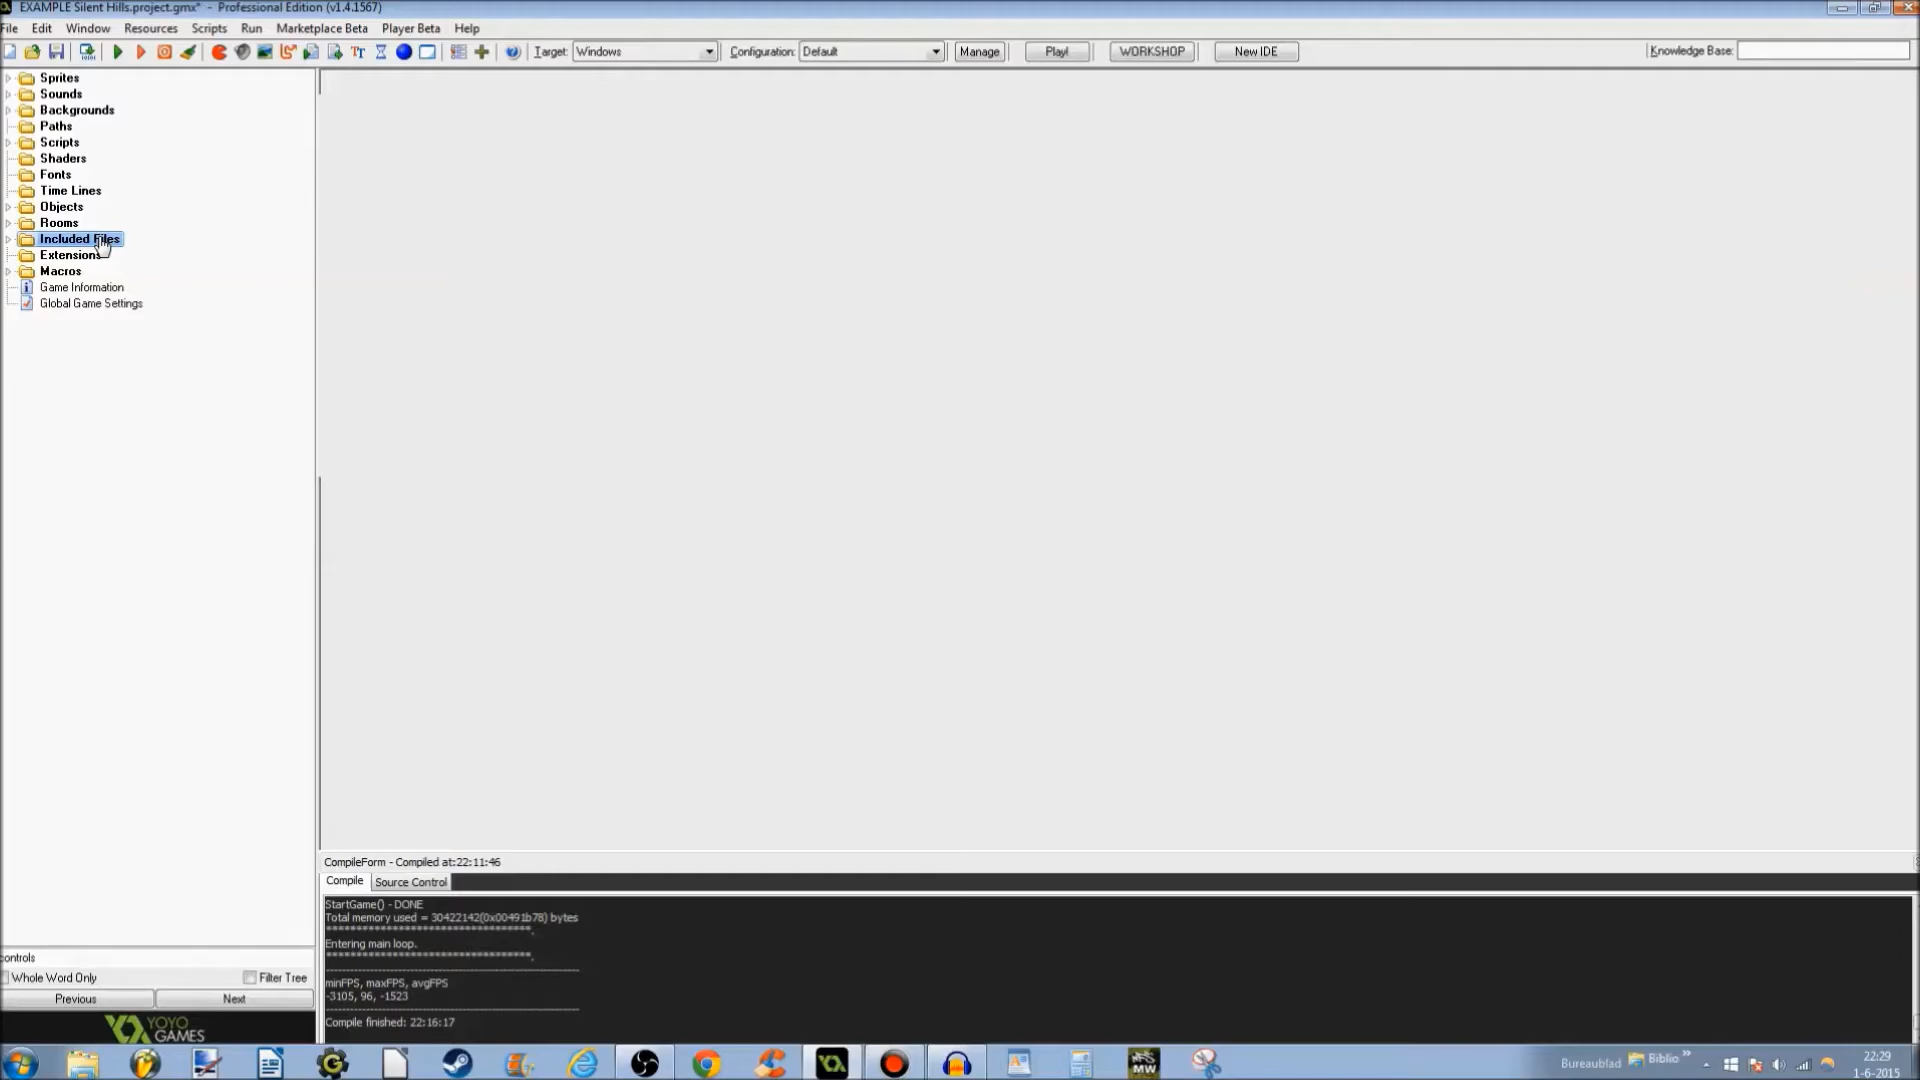 EXAMPLE Silent Hills.project.gmx* - Professional Edition (v1.4.1567)
File Edit Window Resources Scripts Run Marketplace Beta Player Beta Help
Target: Windows Configuration: Default Manage Play! WORKSHOP New IDE Knowledge Base:
Sprites
Sounds
Backgrounds
Paths
Scripts
Shaders
Fonts
Time Lines
Objects
Rooms
Included Files
Extensions
Macros
Game Information
Global Game Settings
CompileForm - Compiled at:22:11:46
Compile Source Control
StartGame() - DONE
Total memory used = 30422142(0x00491b78) bytes
Entering main loop.
minFPS, maxFPS, avgFPS
-3105, 96, -1523
Compile finished: 22:16:17
controls
Whole Word Only Filter Tree
Previous Next
YOYO
GAMES
Bureaublad Biblio
22:29
1-6-2015